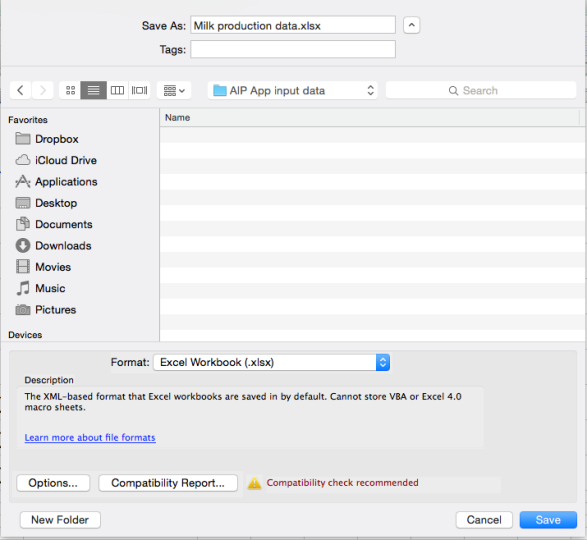 Save As: Milk production data.xlsx
Tags:
AIP App input data
Search
Favorites
Name
Dropbox
iCloud Drive
Applications
Desktop
Documents
Downloads
Movies
Music
Pictures
Devices
Format: Excel Workbook (.xlsx)
Description
The XML-based format that Excel workbooks are saved in by default. Cannot store VBA or Excel 4.0
macro sheets.
Learn more about file formats
Options... Compatibility Report... Compatibility check recommended
New Folder Cancel Save